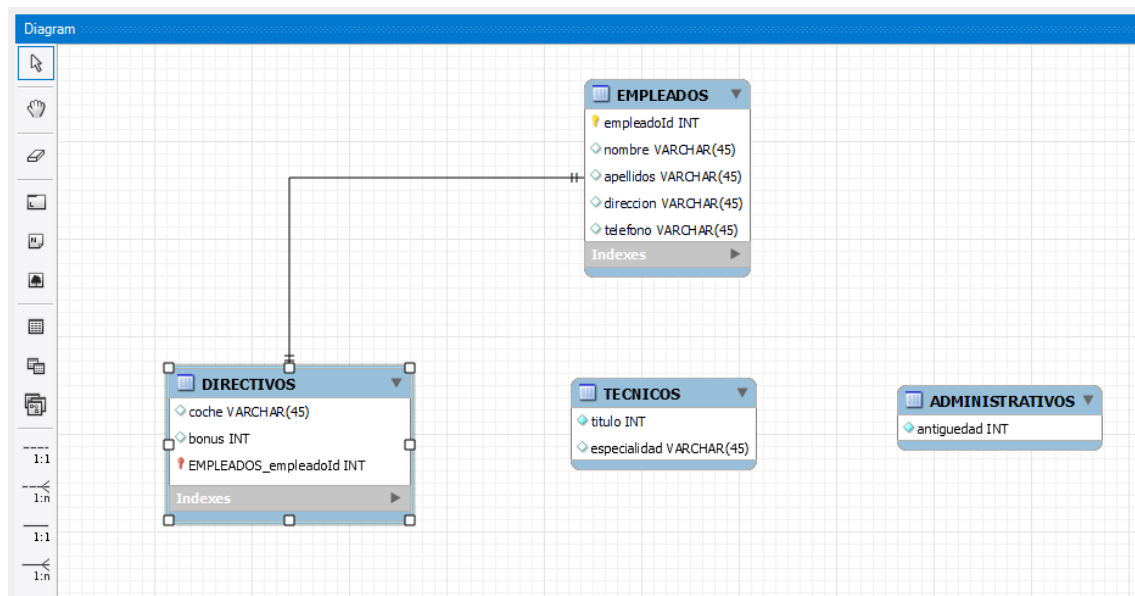 Diagram
EMPLEADOS
empleadoId INT
nombre VARCHAR(45)
apellidos VARCHAR(45)
direccion VARCHAR(45)
telefono VARCHAR(45)
Indexes
DIRECTIVOS
coche VARCHAR(45)
bonus INT
EMPLEADOS_empleadoId INT
Indexes
TECNICOS
titulo INT
especialidad VARCHAR(45)
ADMINISTRATIVOS
antiguedad INT
1:1
1:n
1:1
1:n